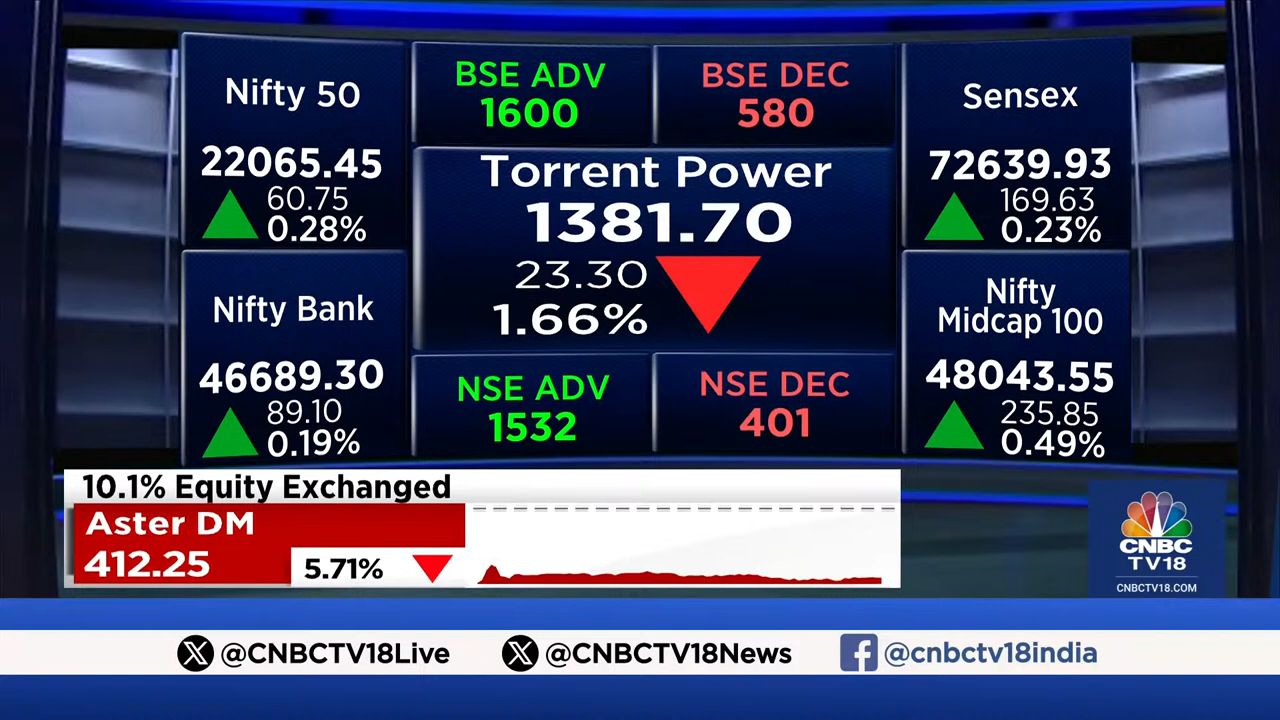 Nifty 50
22065.45
60.75
0.28%
BSE ADV
1600
BSE DEC
580
Sensex
72639.93
169.63
0.23%
Torrent Power
1381.70
23.30
1.66%
Nifty Bank
46689.30
89.10
0.19%
NSE ADV
1532
NSE DEC
401
Nifty
Midcap 100
48043.55
235.85
0.49%
10.1% Equity Exchanged
Aster DM
412.25
5.71%
CNBC
TV18
CNBCTV18.COM
@CNBCTV18Live
@CNBCTV18News
@cnbctv18india